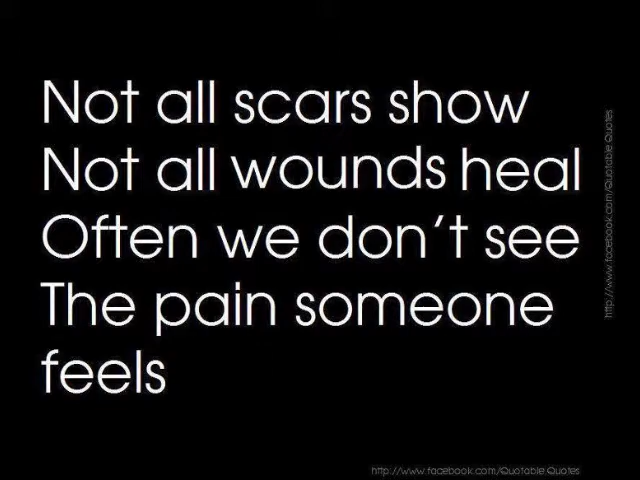 Not all scars show
Not all wounds heal
Often we don't see
The pain someone
feels
http://www.facebook.com/Quotable.Quotes
http://www.facebook.com/Quotable.Quotes